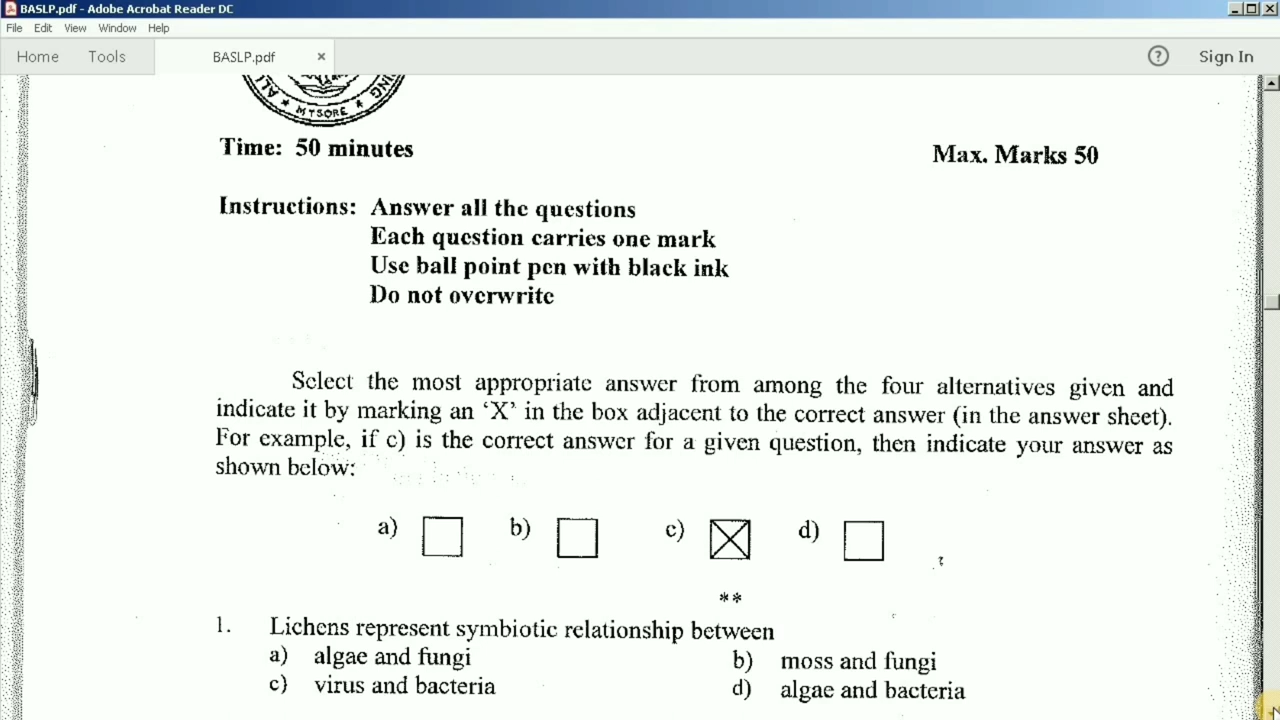 BASLP.pdf - Adobe Acrobat Reader DC
File Edit View Window Help
Home Tools BASLP.pdf × ? Sign In
MYSORE
Time: 50 minutes Max. Marks 50
Instructions: Answer all the questions
Each question carries one mark
Use ball point pen with black ink
Do not overwrite
Select the most appropriate answer from among the four alternatives given and
indicate it by marking an ‘X’ in the box adjacent to the correct answer (in the answer sheet).
For example, if c) is the correct answer for a given question, then indicate your answer as
shown below:
a) b) c) d)
**
1. Lichens represent symbiotic relationship between
a) algae and fungi b) moss and fungi
c) virus and bacteria d) algae and bacteria